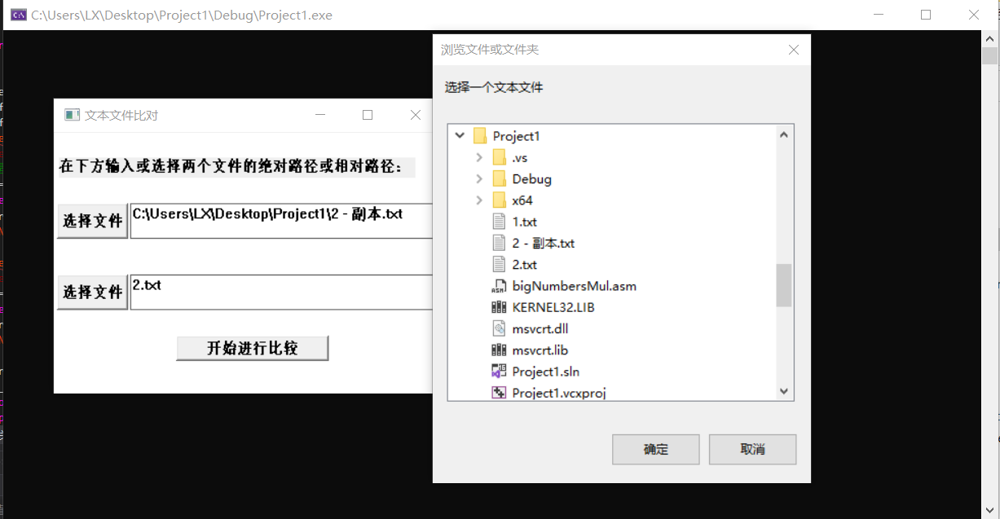 C:\Users\LX\Desktop\Project1\Debug\Project1.exe
文本文件比对
在下方输入或选择两个文件的绝对路径或相对路径：
选择文件
C:\Users\LX\Desktop\Project1\2 - 副本.txt
选择文件
2.txt
开始进行比较
浏览文件或文件夹
选择一个文本文件
Project1
.vs
Debug
x64
1.txt
2 - 副本.txt
2.txt
bigNumbersMul.asm
KERNEL32.LIB
msvcrt.dll
msvcrt.lib
Project1.sln
Project1.vcxproj
确定
取消